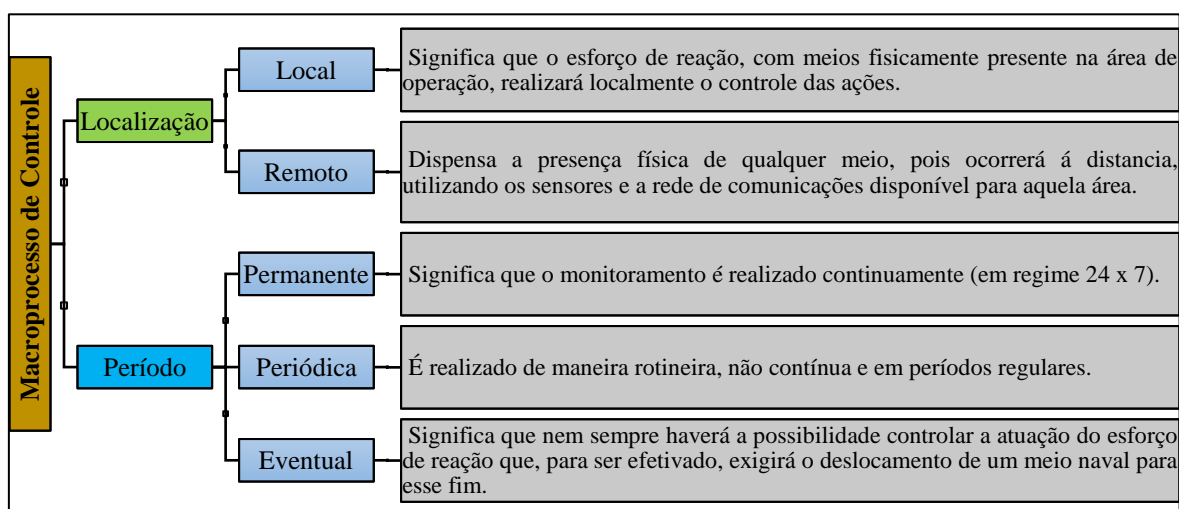 Macroprocesso de Controle
Localização
Local
Significa que o esforço de reação, com meios fisicamente presente na área de
operação, realizará localmente o controle das ações.
Remoto
Dispensa a presença física de qualquer meio, pois ocorrerá á distancia,
utilizando os sensores e a rede de comunicações disponível para aquela área.
Período
Permanente
Significa que o monitoramento é realizado continuamente (em regime 24 x 7).
Periódica
É realizado de maneira rotineira, não contínua e em períodos regulares.
Eventual
Significa que nem sempre haverá a possibilidade controlar a atuação do esforço
de reação que, para ser efetivado, exigirá o deslocamento de um meio naval para
esse fim.